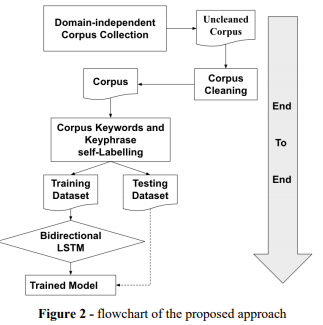 Domain-independent
Corpus Collection
Uncleaned
Corpus
Corpus
Corpus
Cleaning
Corpus Keywords and
Keyphrase
self-Labelling
Training
Dataset
Testing
Dataset
Bidirectional
LSTM
Trained Model
End
To
End
Figure 2 - flowchart of the proposed approach